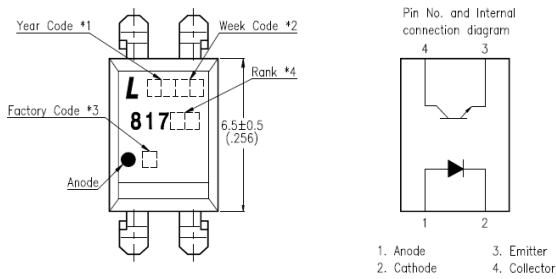 Year Code *1
Week Code *2
Rank *4
L
817
Factory Code *3
6.5±0.5
(.256)
Anode
Pin No. and Internal
connection diagram
4 3
1 2
1. Anode 3. Emitter
2. Cathode 4. Collector